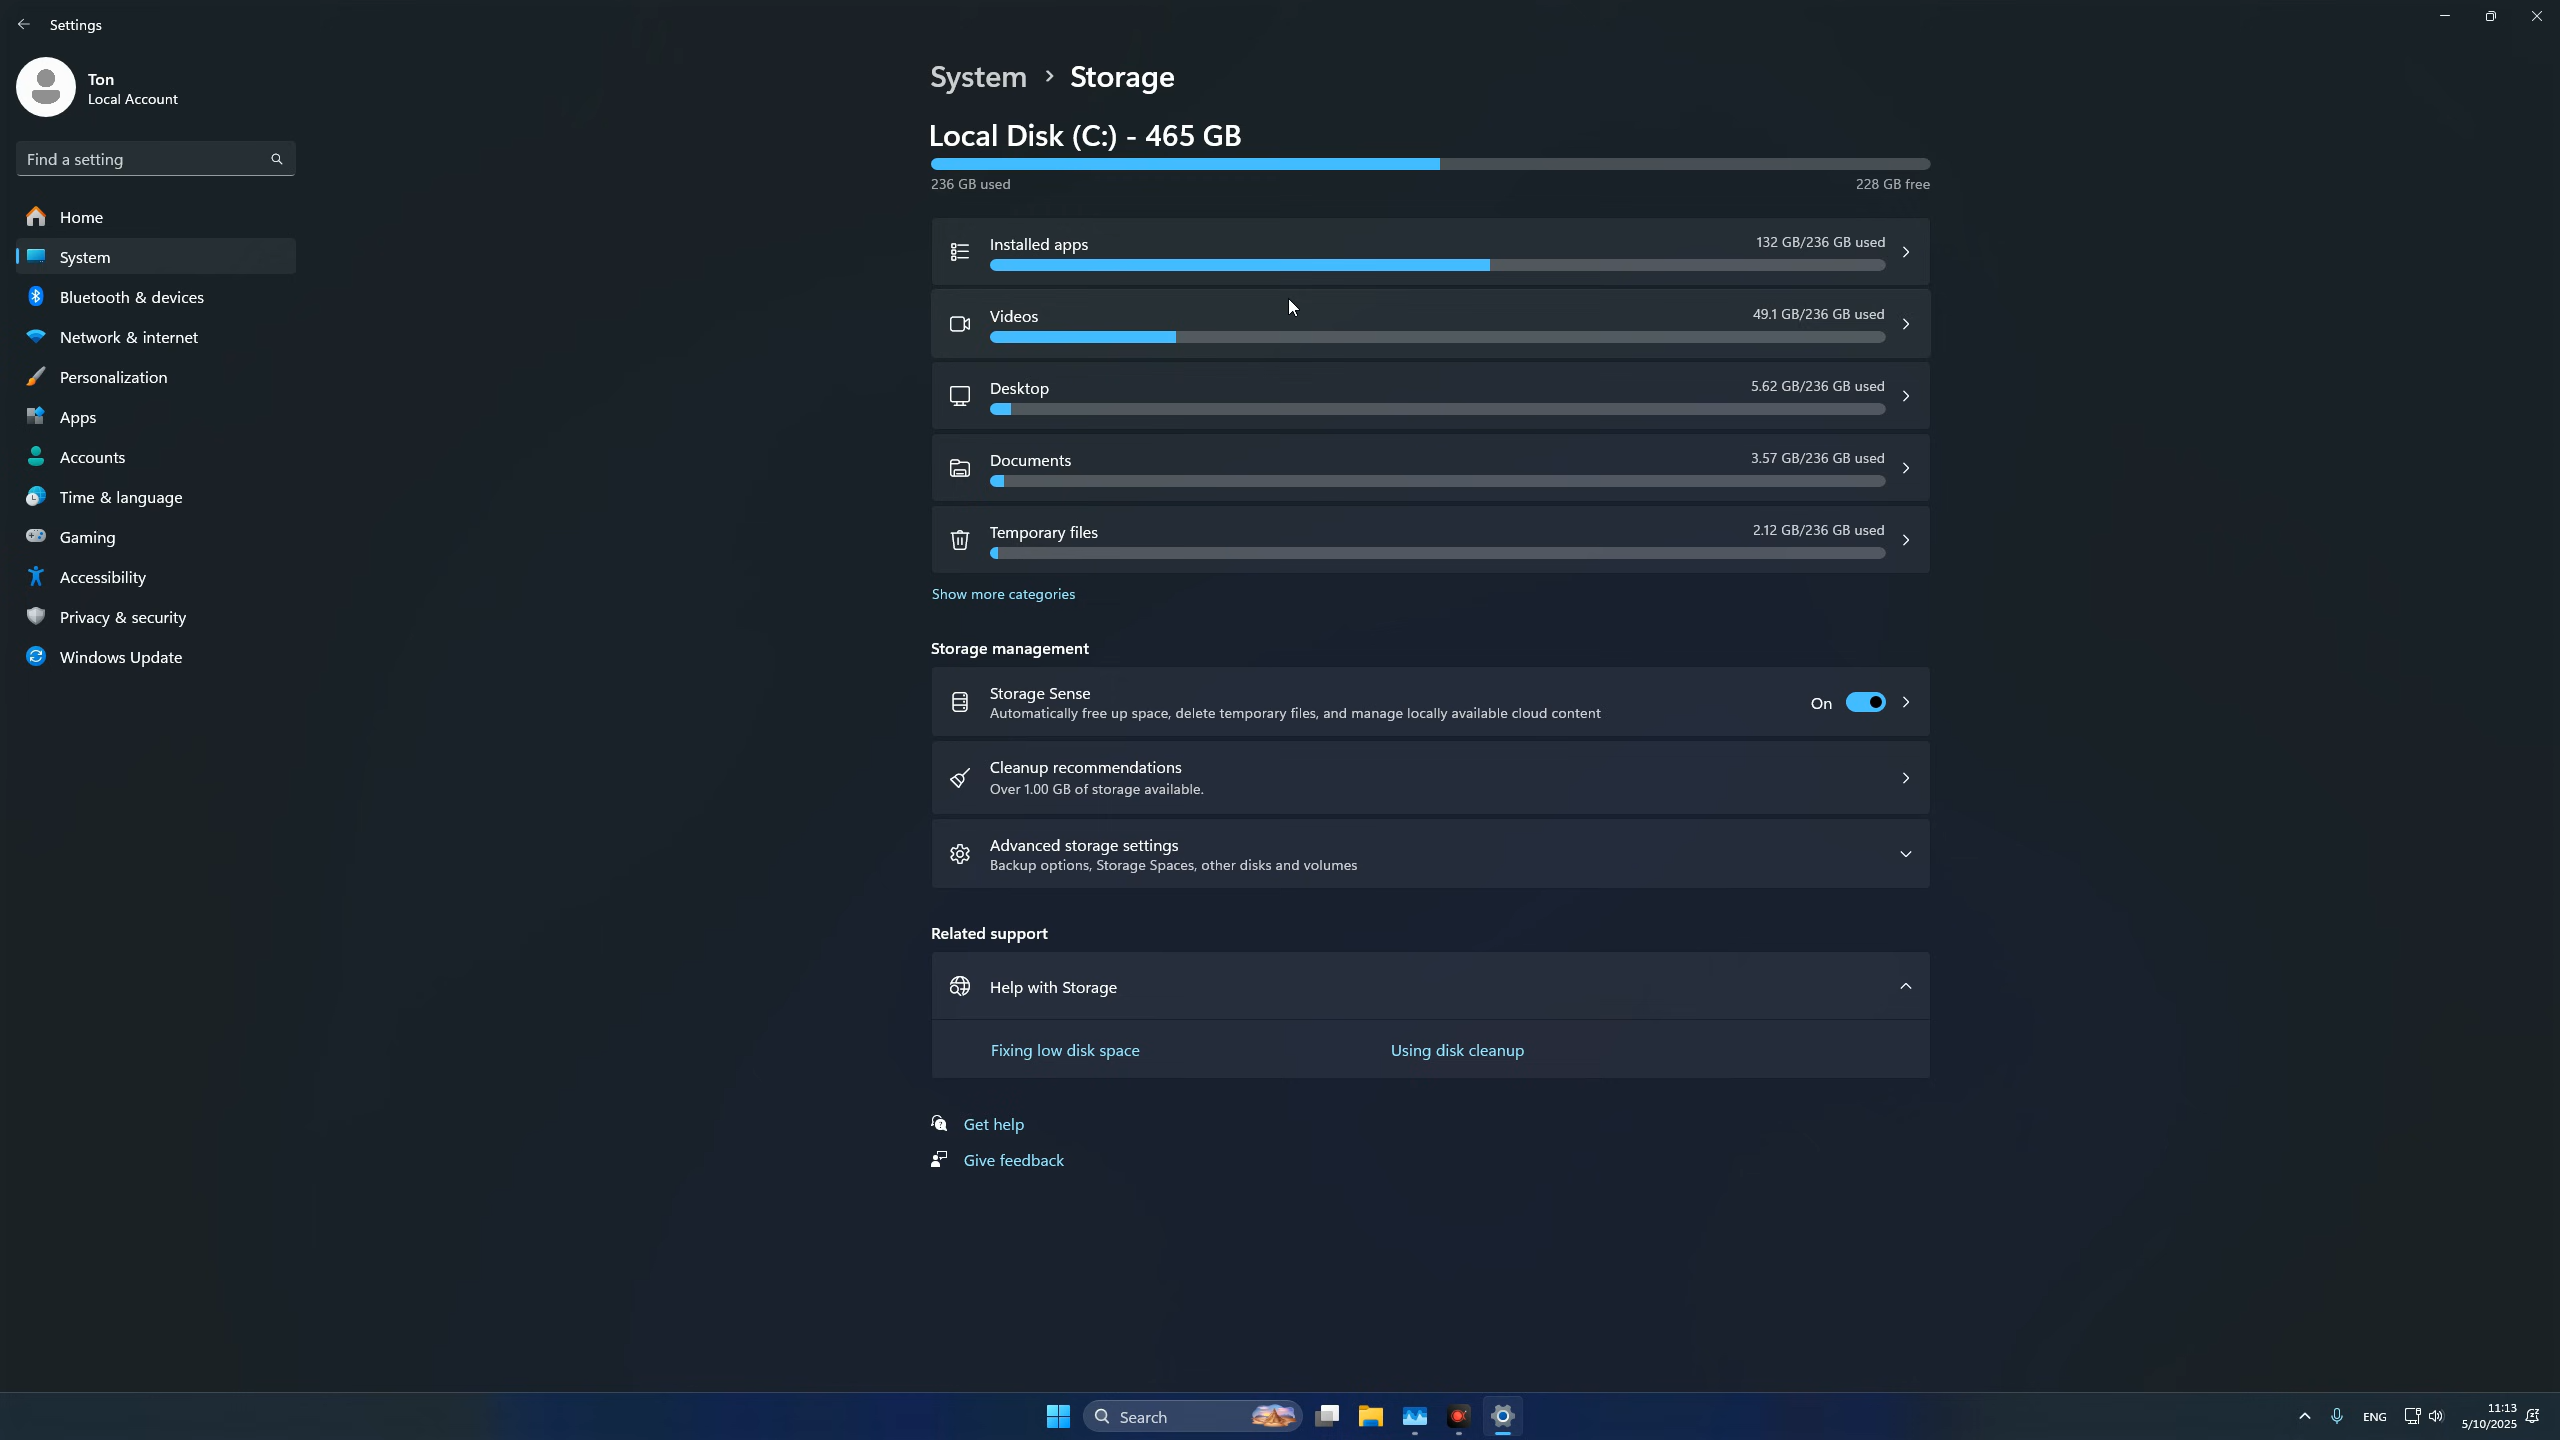 Settings
Ton
Local Account
Find a setting
Home
System
Bluetooth & devices
Network & internet
Personalization
Apps
Accounts
Time & language
Gaming
Accessibility
Privacy & security
Windows Update
System > Storage
Local Disk (C:) - 465 GB
236 GB used 228 GB free
Installed apps 132 GB/236 GB used
Videos 49.1 GB/236 GB used
Desktop 5.62 GB/236 GB used
Documents 3.57 GB/236 GB used
Temporary files 2.12 GB/236 GB used
Show more categories
Storage management
Storage Sense
Automatically free up space, delete temporary files, and manage locally available cloud content
On
Cleanup recommendations
Over 1.00 GB of storage available.
Advanced storage settings
Backup options, Storage Spaces, other disks and volumes
Related support
Help with Storage
Fixing low disk space Using disk cleanup
Get help
Give feedback
Search
ENG
11:13
5/10/2025